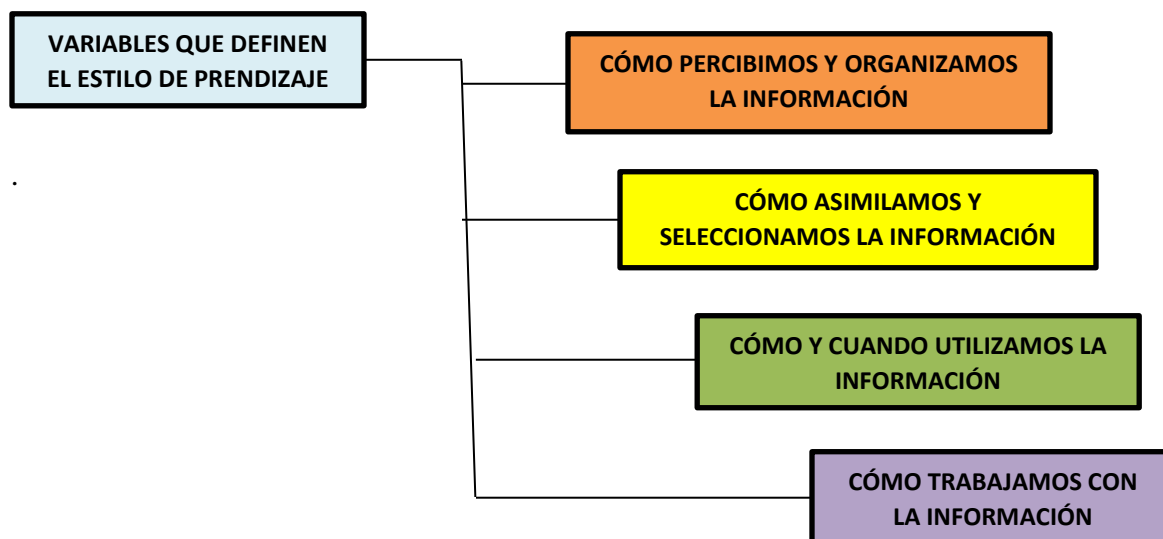 VARIABLES QUE DEFINEN
EL ESTILO DE PRENDIZAJE
CÓMO PERCIBIMOS Y ORGANIZAMOS
LA INFORMACIÓN
.
CÓMO ASIMILAMOS Y
SELECCIONAMOS LA INFORMACIÓN
CÓMO Y CUANDO UTILIZAMOS LA
INFORMACIÓN
CÓMO TRABAJAMOS CON
LA INFORMACIÓN